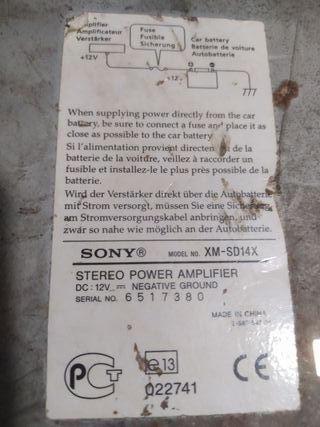 Amplifier
Amplificateur
Verstärker
Fuse
Fusible
Sicherung
Car battery
Batterie de voiture
Autobatterie
+12V
+12
When supplying power directly from the car
battery, be sure to connect a fuse and place it as
close as possible to the car battery.
Si l'alimentation provient directement de la
batterie de la voiture, veillez à raccorder un
fusible et installez-le le plus près possible de la
batterie.
Wird der Verstärker direkt über die Autobatterie
mit Strom versorgt, müssen Sie eine Sicherung
am Stromversorgungskabel anbringen, und
zwar so nahe wie möglich an der Autobatterie.
SONY® MODEL NO. XM-SD14X
STEREO POWER AMPLIFIER
DC: 12V NEGATIVE GROUND
SERIAL NO. 6517380
MADE IN CHINA
PCT
e13
022741